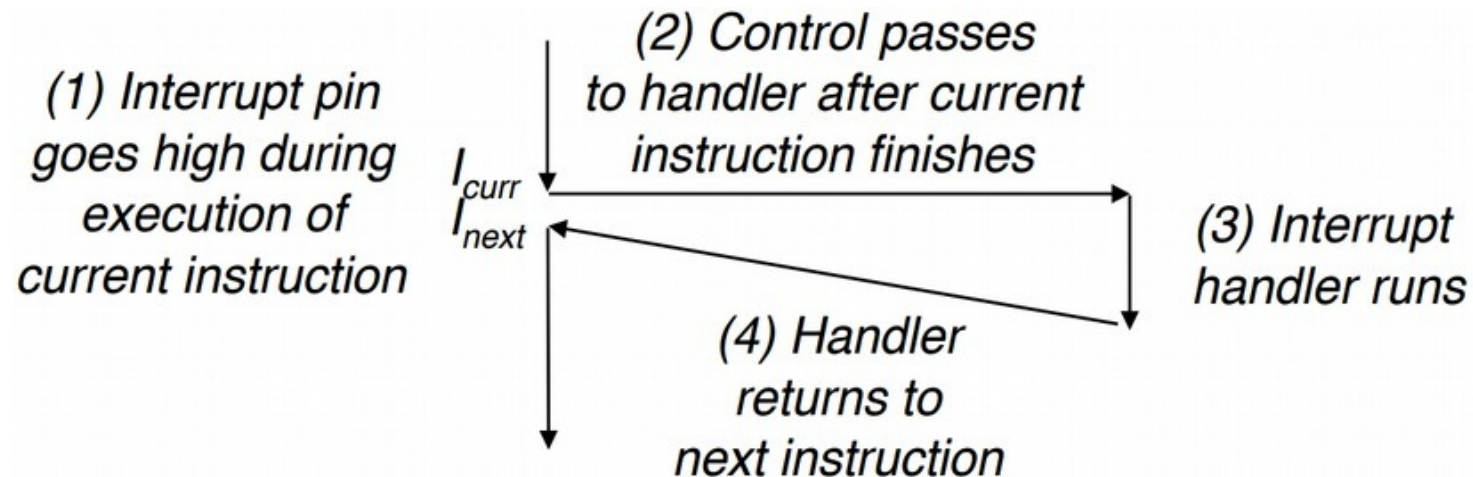 (1) Interrupt pin
goes high during
execution of
current instruction
(2) Control passes
to handler after current
instruction finishes
Icurr
Inext
(3) Interrupt
handler runs
(4) Handler
returns to
next instruction